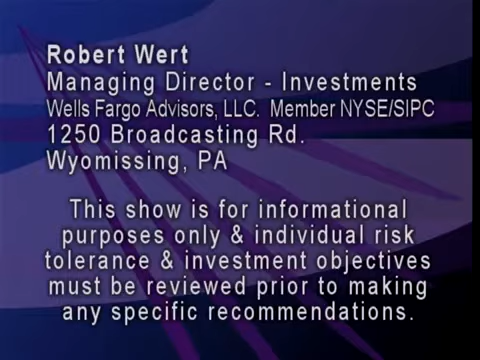 Robert Wert
Managing Director - Investments
Wells Fargo Advisors, LLC. Member NYSE/SIPC
1250 Broadcasting Rd.
Wyomissing, PA
This show is for informational
purposes only & individual risk
tolerance & investment objectives
must be reviewed prior to making
any specific recommendations.